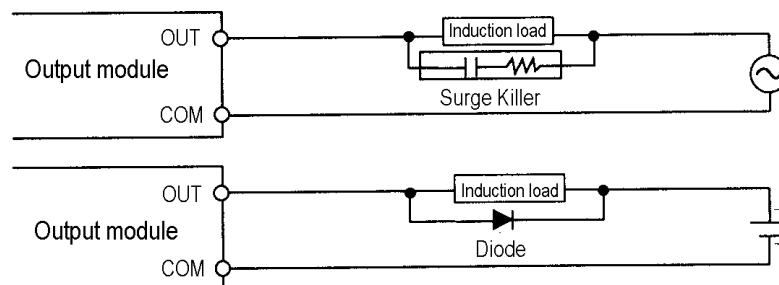 OUT
Induction load
Output module
Surge Killer
COM
OUT
Induction load
Output module
Diode
COM